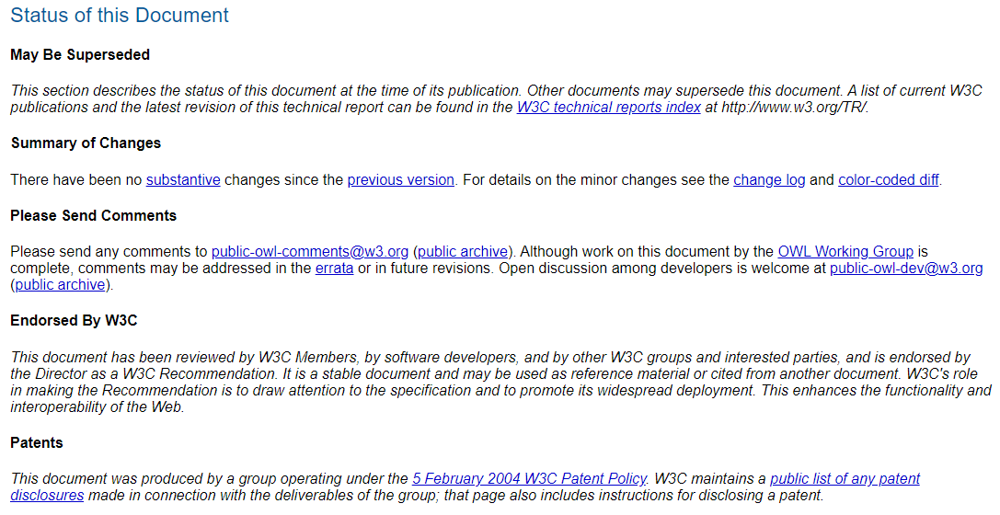 Status of this Document
May Be Superseded
This section describes the status of this document at the time of its publication. Other documents may supersede this document. A list of current W3C
publications and the latest revision of this technical report can be found in the W3C technical reports index at http://www.w3.org/TR/.
Summary of Changes
There have been no substantive changes since the previous version. For details on the minor changes see the change log and color-coded diff.
Please Send Comments
Please send any comments to public-owl-comments@w3.org (public archive). Although work on this document by the OWL Working Group is
complete, comments may be addressed in the errata or in future revisions. Open discussion among developers is welcome at public-owl-dev@w3.org
(public archive).
Endorsed By W3C
This document has been reviewed by W3C Members, by software developers, and by other W3C groups and interested parties, and is endorsed by
the Director as a W3C Recommendation. It is a stable document and may be used as reference material or cited from another document. W3C's role
in making the Recommendation is to draw attention to the specification and to promote its widespread deployment. This enhances the functionality and
interoperability of the Web.
Patents
This document was produced by a group operating under the 5 February 2004 W3C Patent Policy. W3C maintains a public list of any patent
disclosures made in connection with the deliverables of the group; that page also includes instructions for disclosing a patent.